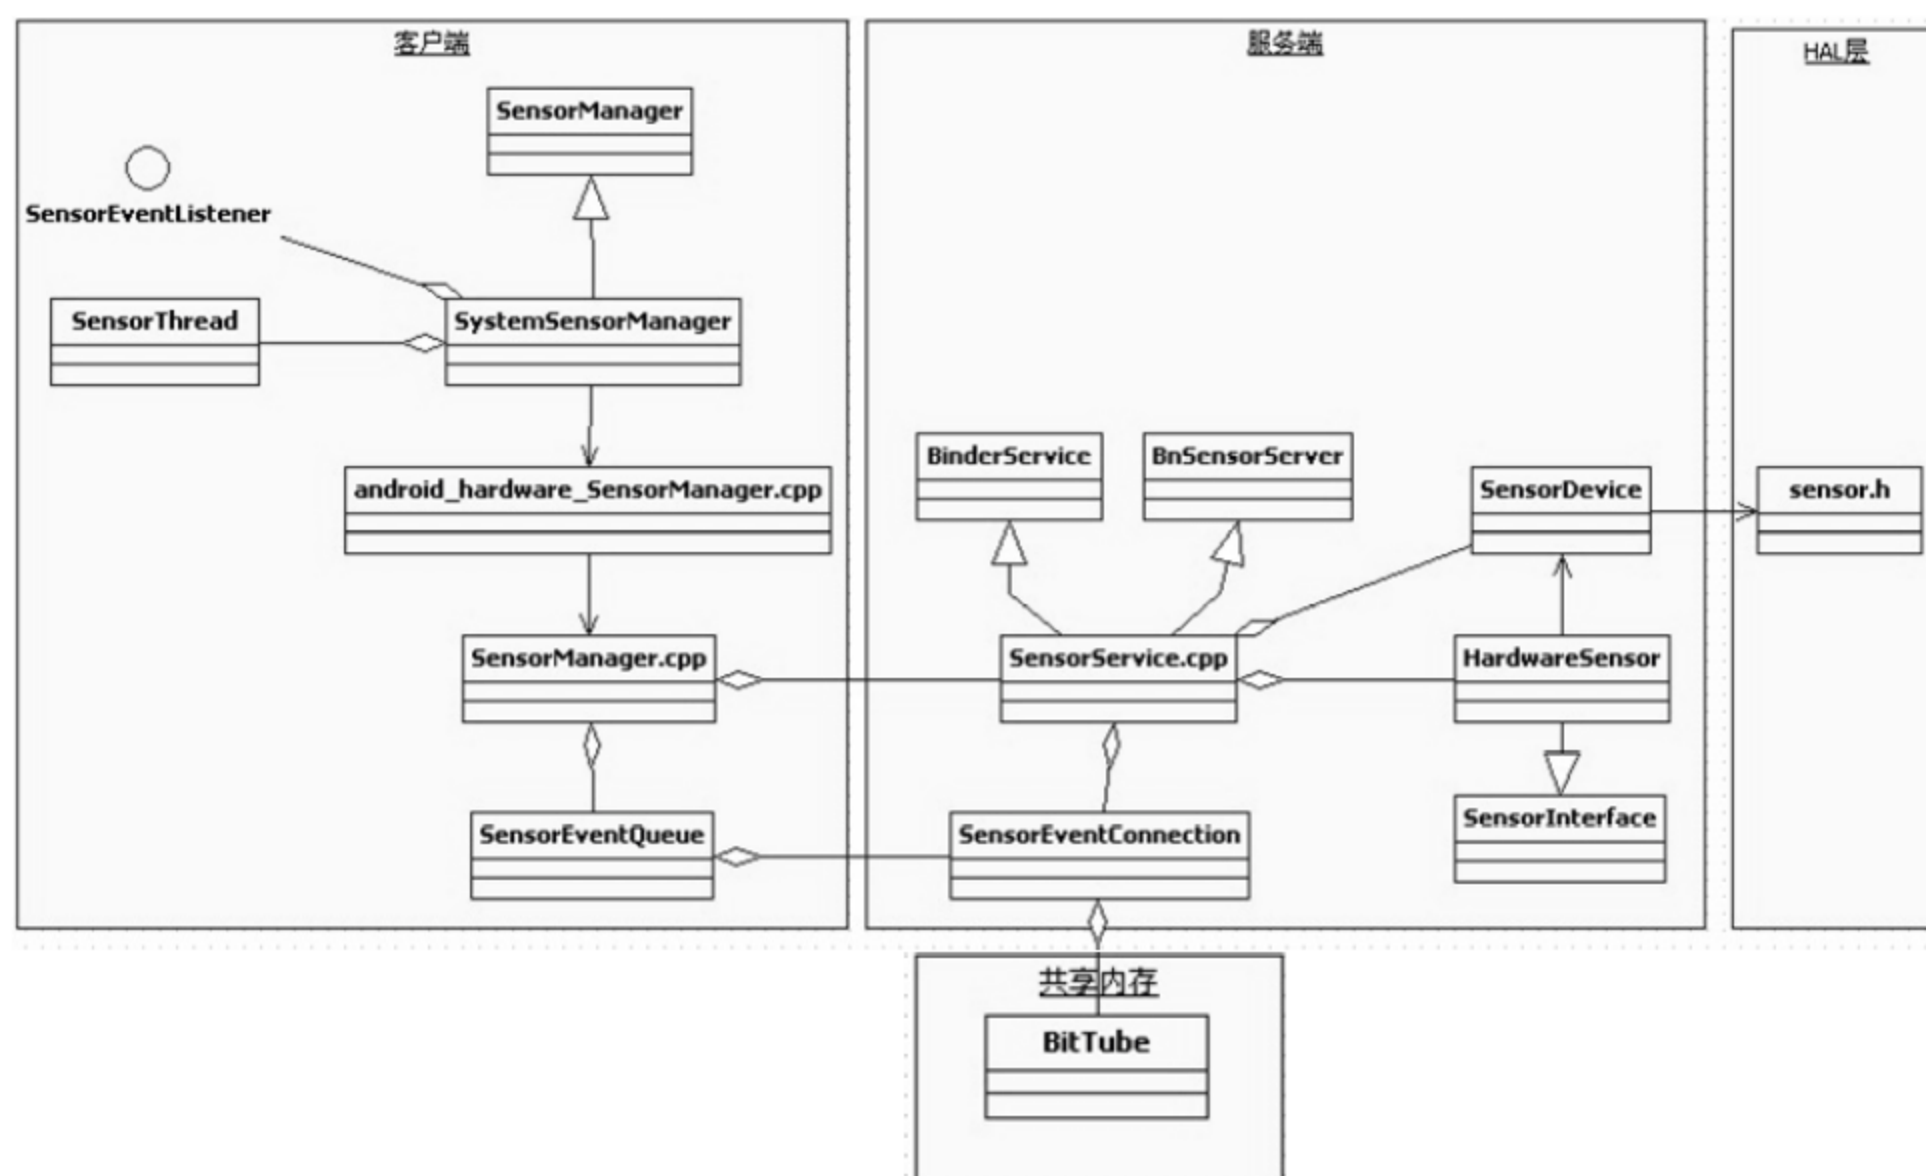 客户端
SensorManager
SensorEventListener
SensorThread
SystemSensorManager
android_hardware_SensorManager.cpp
SensorManager.cpp
SensorEventQueue
服务端
BinderService
BnSensorServer
SensorDevice
SensorService.cpp
HardwareSensor
SensorEventConnection
SensorInterface
HAL层
sensor.h
共享内存
BitTube